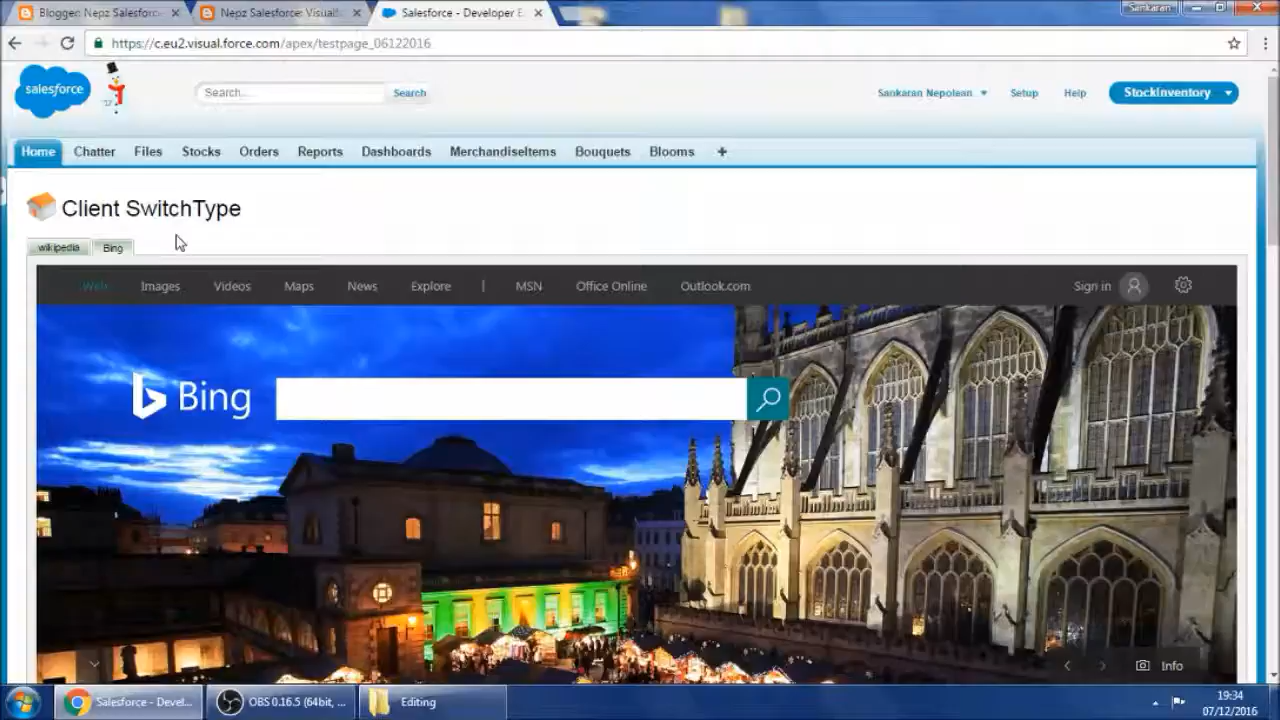 Blogger: Nepz Salesforc
Nepz Salesforce: Visualf
Salesforce - Developer E
Sankaran
https://c.eu2.visual.force.com/apex/testpage_06122016
salesforce
'17
Search...
Search
Sankaran Nepolean
Setup
Help
StockInventory
Home
Chatter
Files
Stocks
Orders
Reports
Dashboards
MerchandiseItems
Bouquets
Blooms
+
Client SwitchType
wikipedia
Bing
Web
Images
Videos
Maps
News
Explore
|
MSN
Office Online
Outlook.com
Sign in
Bing
Info
Salesforce - Devel...
OBS 0.16.5 (64bit, ...
Editing
19:34
07/12/2016